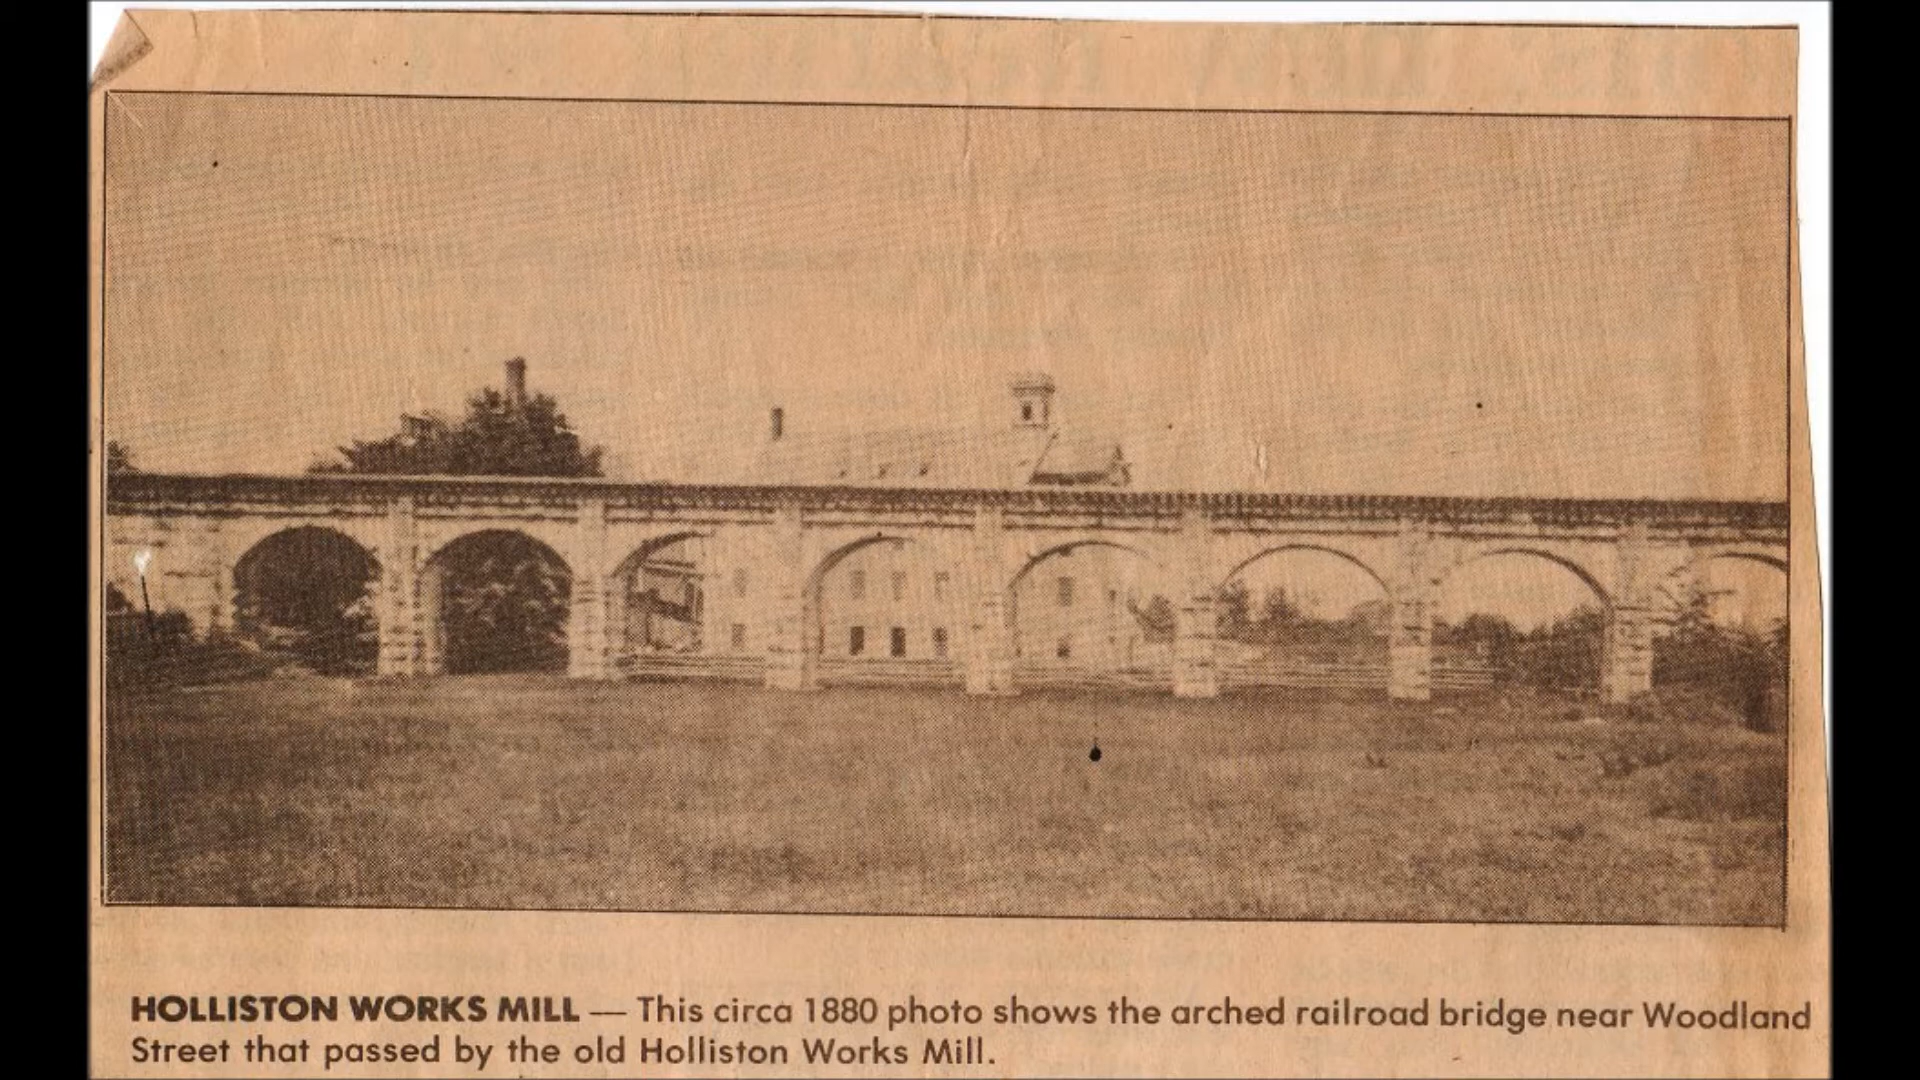 HOLLISTON WORKS MILL — This circa 1880 photo shows the arched railroad bridge near Woodland
Street that passed by the old Holliston Works Mill.